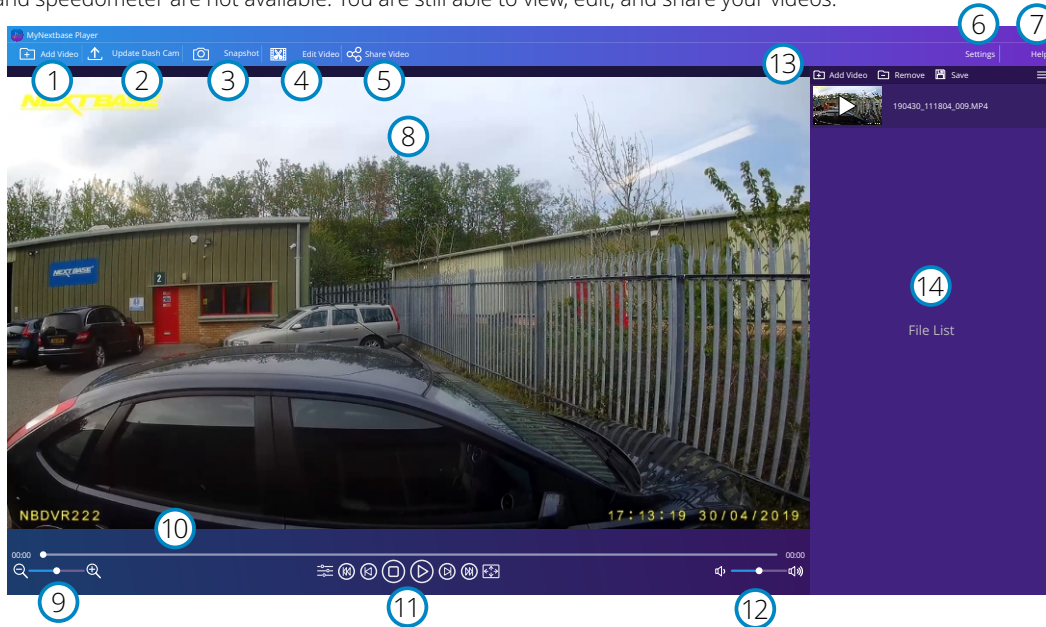 and speedometer are not available. You are still able to view, edit, and share your videos.
6
7
MyNextbase Player
Add Video
Update Dash Cam
Snapshot
Edit Video
Share Video
Settings
Help
1
2
3
4
5
13
Add Video
Remove
Save
NEXTBASE
190430_111804_009.MP4
8
NEXTBASE
2
14
File List
NBDVR222
17:13:19 30/04/2019
10
00:00
00:00
9
11
12